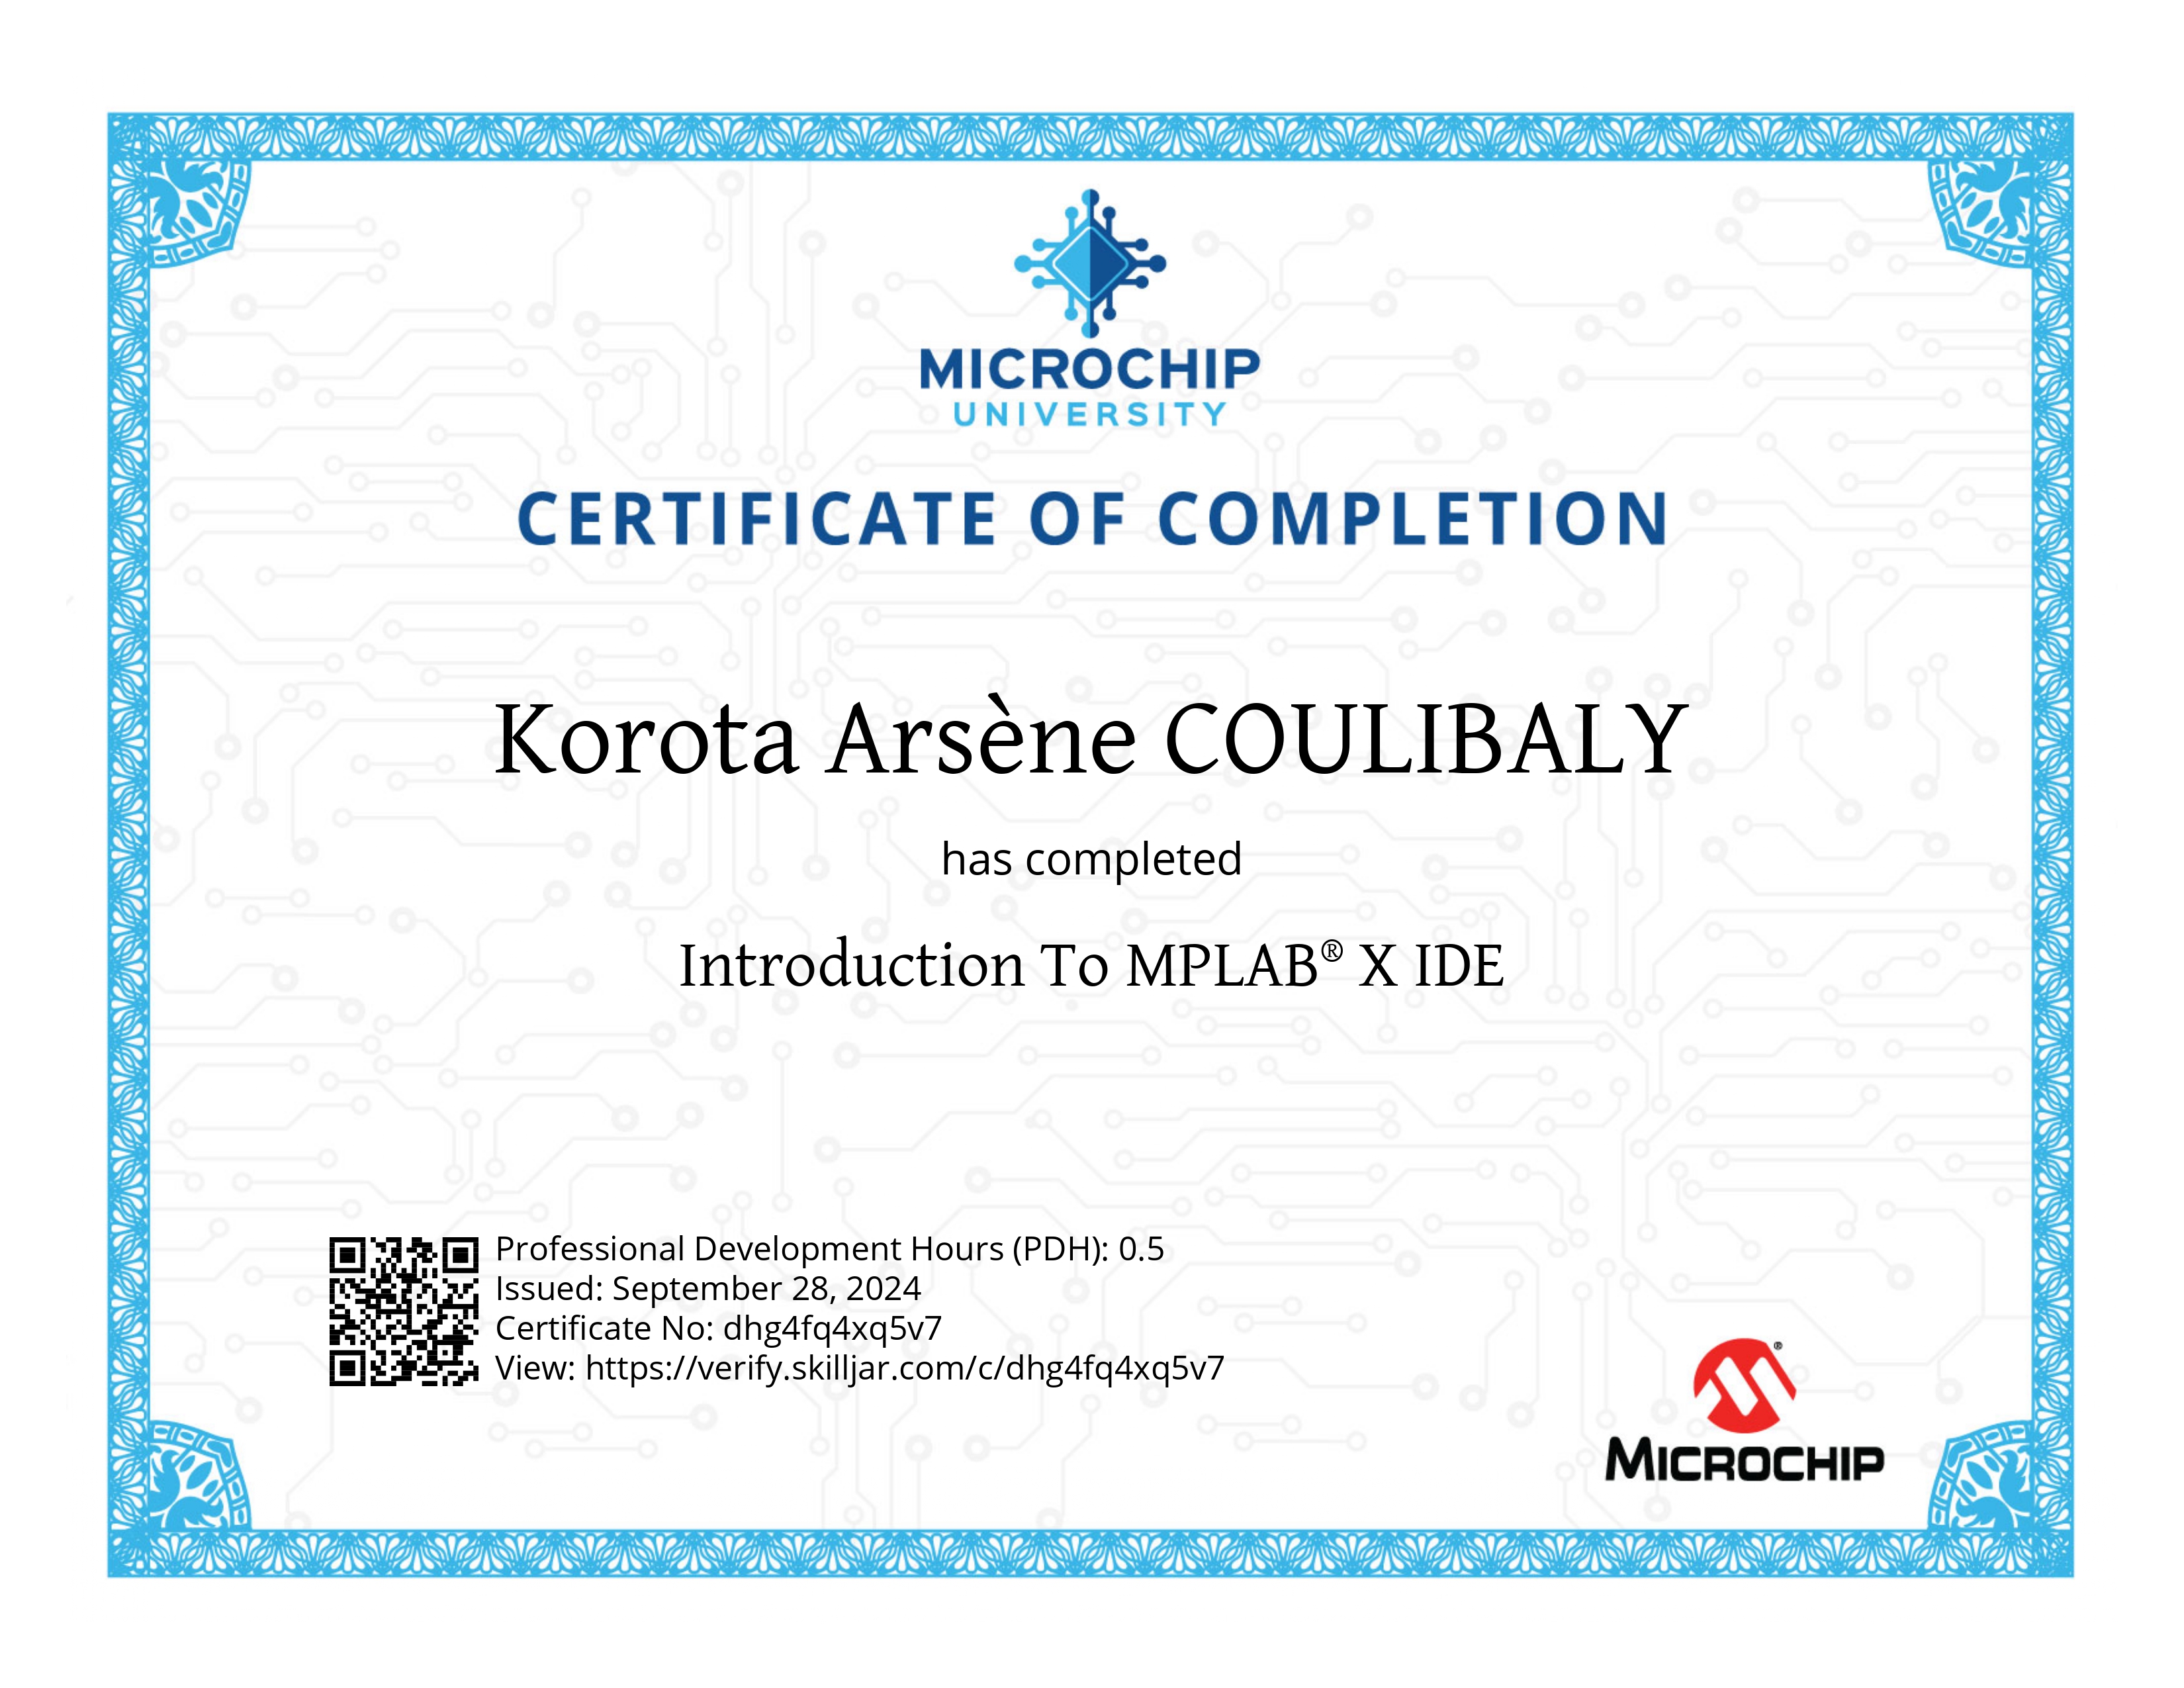 MICROCHIP
UNIVERSITY
CERTIFICATE OF COMPLETION
Korota Arsène COULIBALY
has completed
Introduction To MPLAB® X IDE
Professional Development Hours (PDH): 0.5
Issued: September 28, 2024
Certificate No: dhg4fq4xq5v7
View: https://verify.skilljar.com/c/dhg4fq4xq5v7
MICROCHIP®